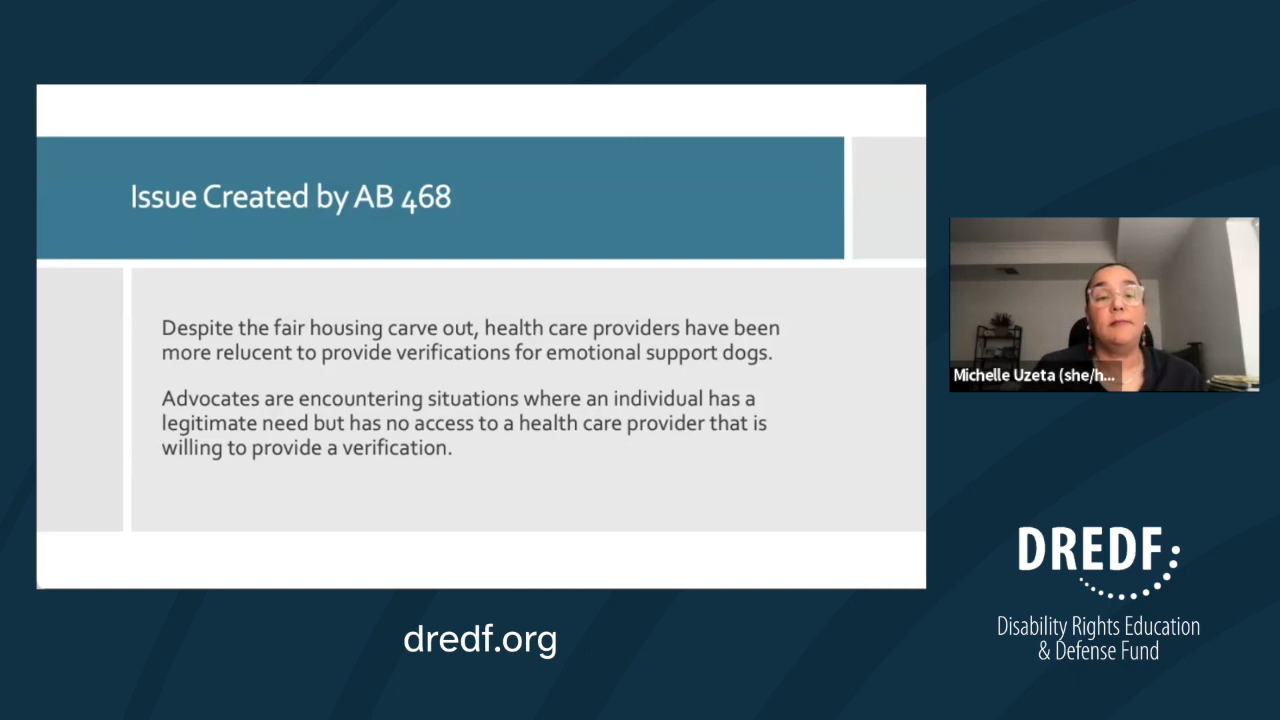 Issue Created by AB 468
Despite the fair housing carve out, health care providers have been
more relucent to provide verifications for emotional support dogs.
Advocates are encountering situations where an individual has a
legitimate need but has no access to a health care provider that is
willing to provide a verification.
Michelle Uzeta (she/h...
DREDF
Disability Rights Education
& Defense Fund
dredf.org